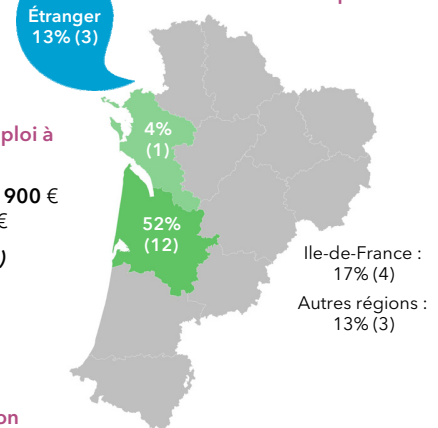 Étranger
13% (3)
4%
(1)
ploi à
900 €
€
52%
(12)
)
Ile-de-France :
17% (4)
Autres régions :
13% (3)
on